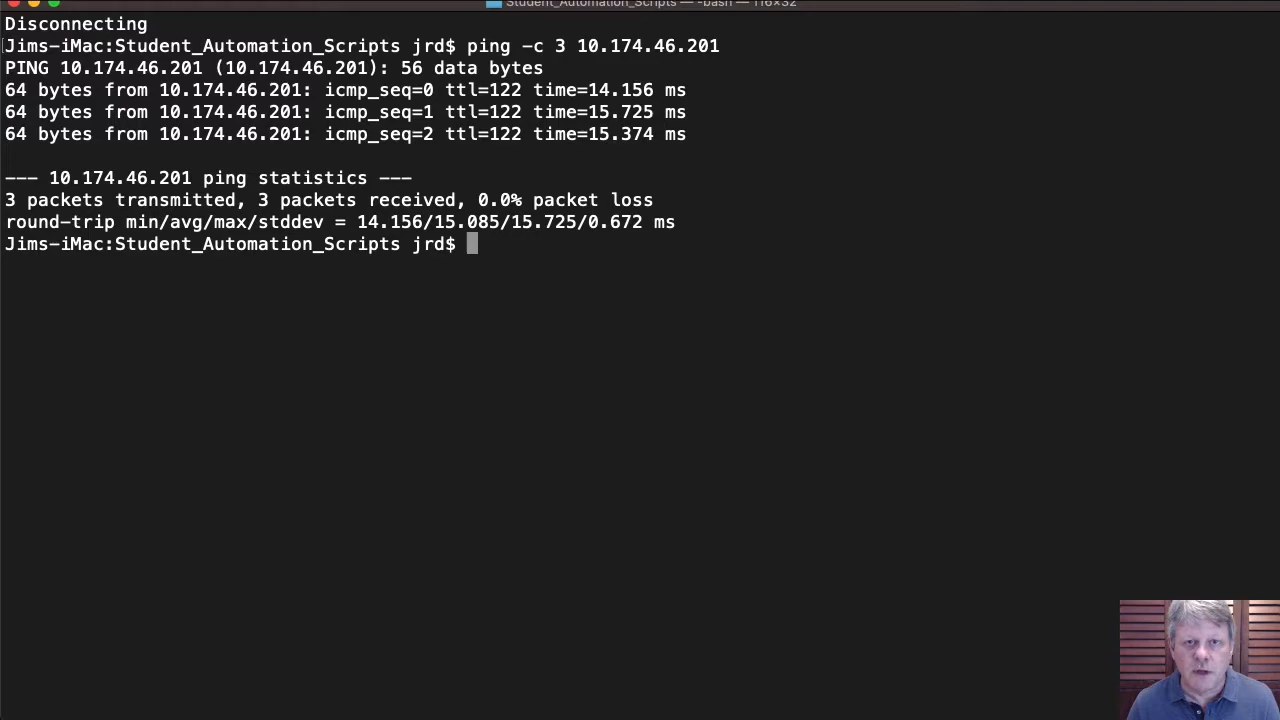 Student_Automation_Scripts — -bash — 116×32
Disconnecting
Jims-iMac:Student_Automation_Scripts jrd$ ping -c 3 10.174.46.201
PING 10.174.46.201 (10.174.46.201): 56 data bytes
64 bytes from 10.174.46.201: icmp_seq=0 ttl=122 time=14.156 ms
64 bytes from 10.174.46.201: icmp_seq=1 ttl=122 time=15.725 ms
64 bytes from 10.174.46.201: icmp_seq=2 ttl=122 time=15.374 ms
--- 10.174.46.201 ping statistics ---
3 packets transmitted, 3 packets received, 0.0% packet loss
round-trip min/avg/max/stddev = 14.156/15.085/15.725/0.672 ms
Jims-iMac:Student_Automation_Scripts jrd$